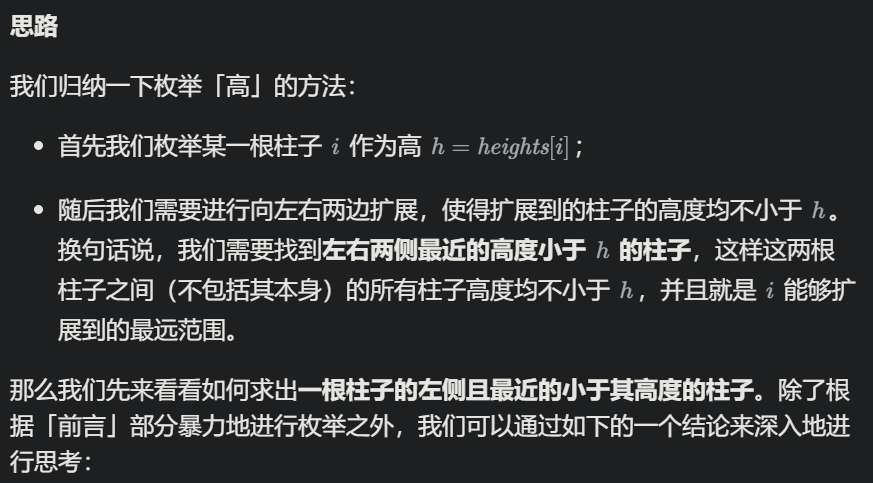 思路
我们归纳一下枚举「高」的方法：
• 首先我们枚举某一根柱子 i 作为高 h = heights[i]；
• 随后我们需要进行向左右两边扩展，使得扩展到的柱子的高度均不小于 h。
换句话说，我们需要找到左右两侧最近的高度小于 h 的柱子，这样这两根
柱子之间（不包括其本身）的所有柱子高度均不小于 h，并且就是 i 能够扩
展到的最远范围。
那么我们先来看看如何求出一根柱子的左侧且最近的小于其高度的柱子。除了根
据「前言」部分暴力地进行枚举之外，我们可以通过如下的一个结论来深入地进
行思考：